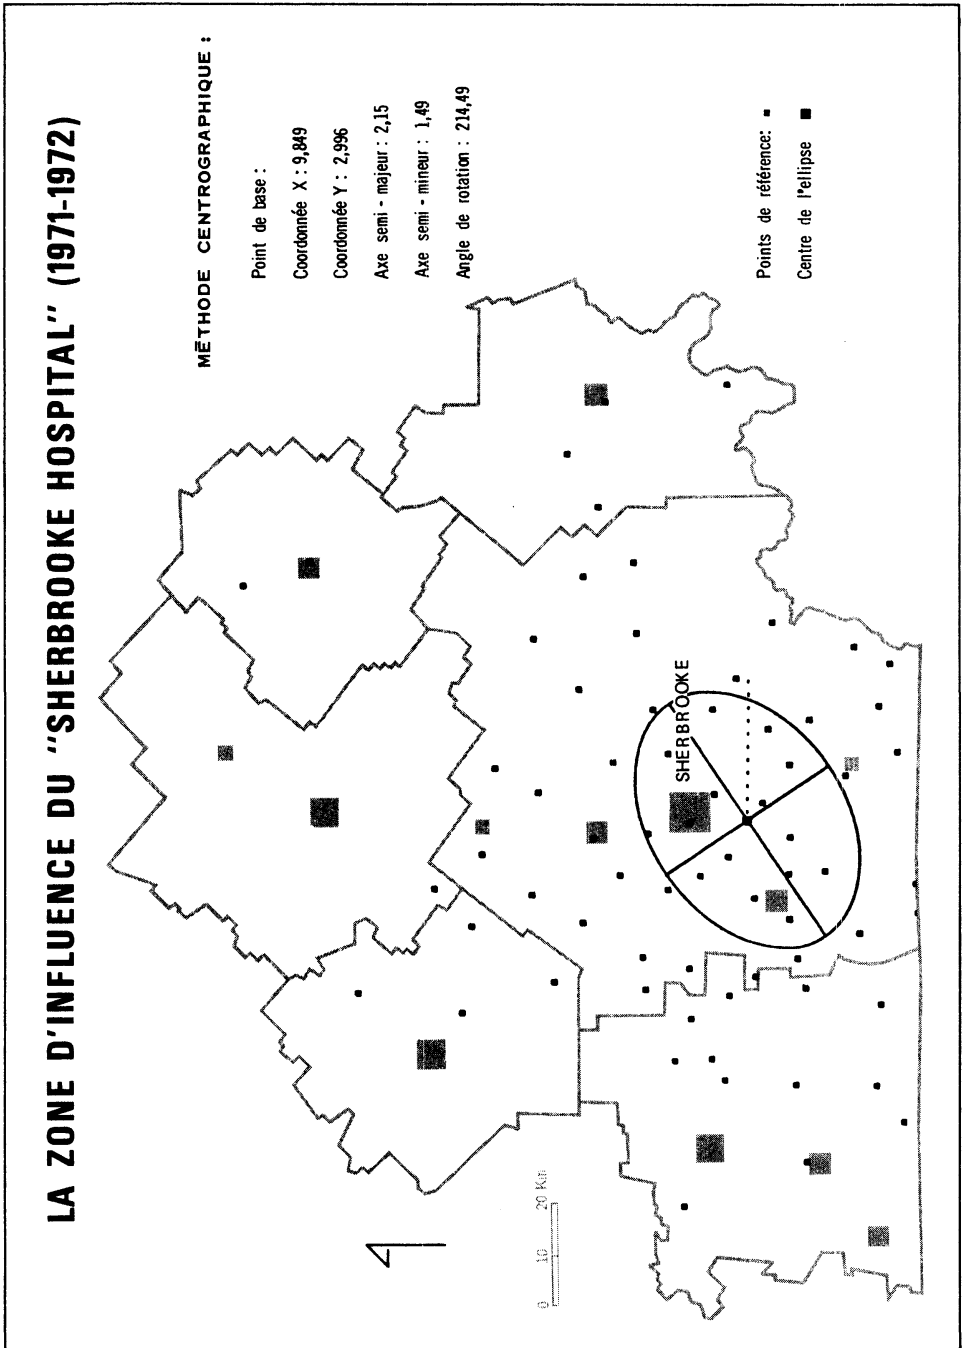 LA ZONE D'INFLUENCE DU "SHERBROOKE HOSPITAL" (1971-1972)
MÉTHODE CENTROGRAPHIQUE :
Point de base :
Coordonnée X : 9,849
Coordonnée Y : 2,996
Axe semi - majeur : 2,15
Axe semi - mineur : 1,49
Angle de rotation : 214,49
SHERBROOKE
Points de référence:
Centre de l'ellipse
0 10 20 Km